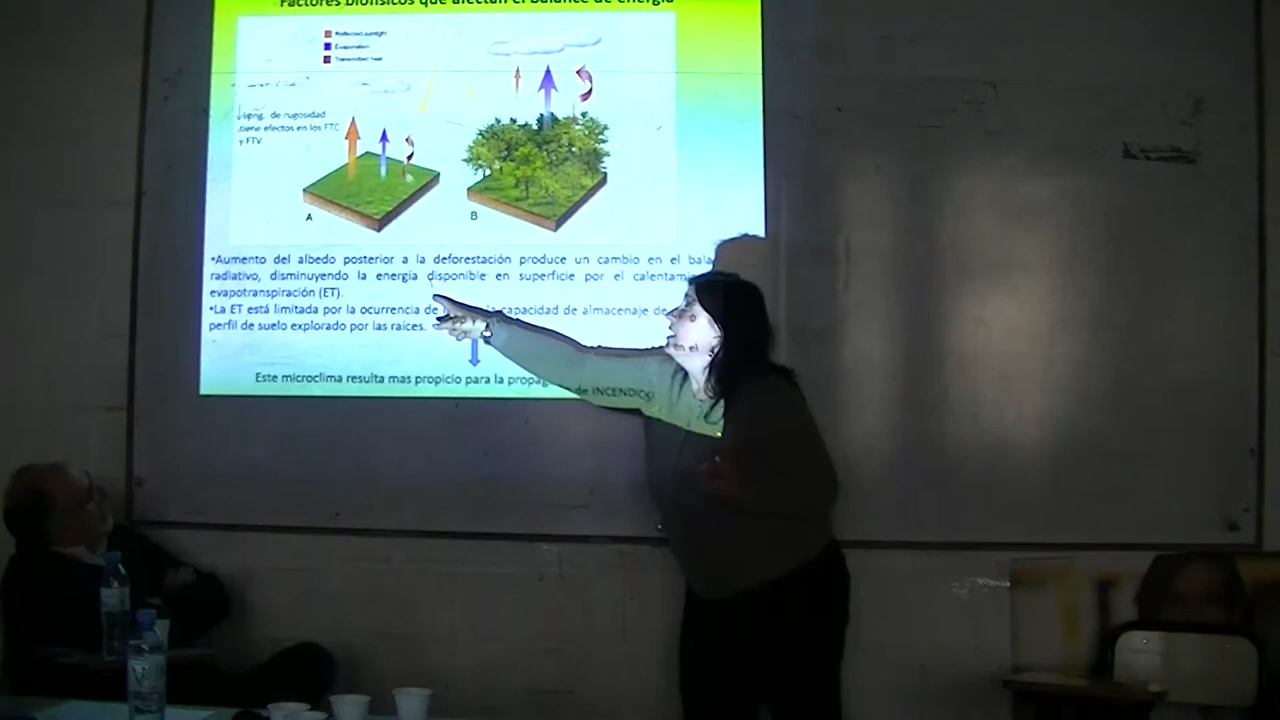 Factores biofísicos que afectan el balance de energía
Reflected sunlight
Evaporation
Transmitted heat
de rugosidad
tiene efectos en los FTC
y FTV.
A
B
•Aumento del albedo posterior a la deforestación produce un cambio en el bala
radiativo, disminuyendo la energía disponible en superficie por el calentami
evapotranspiración (ET).
•La ET está limitada por la ocurrencia de la capacidad de almacenaje de
perfil de suelo explorado por las raíces.
en el
Este microclima resulta mas propicio para la propag de INCENDIOS!